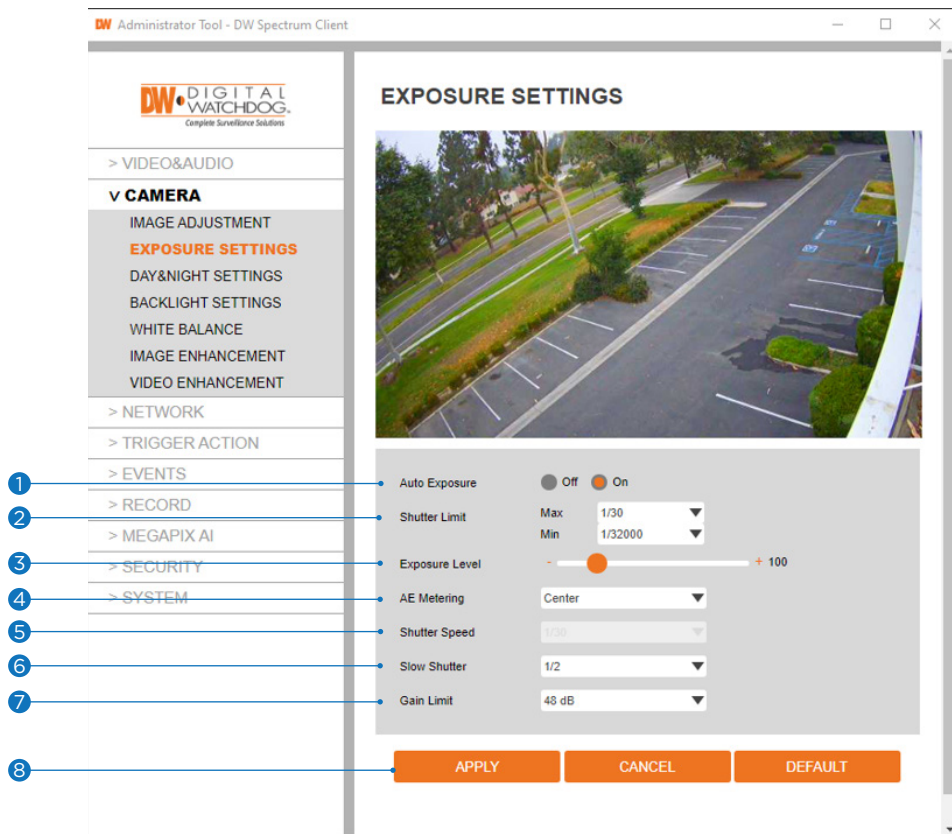 DW Administrator Tool - DW Spectrum Client
DW DIGITAL
WATCHDOG.
Complete Surveillance Solutions
> VIDEO&AUDIO
v CAMERA
IMAGE ADJUSTMENT
EXPOSURE SETTINGS
DAY&NIGHT SETTINGS
BACKLIGHT SETTINGS
WHITE BALANCE
IMAGE ENHANCEMENT
VIDEO ENHANCEMENT
> NETWORK
> TRIGGER ACTION
> EVENTS
> RECORD
> MEGAPIX AI
> SECURITY
> SYSTEM
EXPOSURE SETTINGS
1 Auto Exposure Off On
2 Shutter Limit Max 1/30
Min 1/32000
3 Exposure Level - + 100
4 AE Metering Center
5 Shutter Speed 1/30
6 Slow Shutter 1/2
7 Gain Limit 48 dB
8 APPLY CANCEL DEFAULT